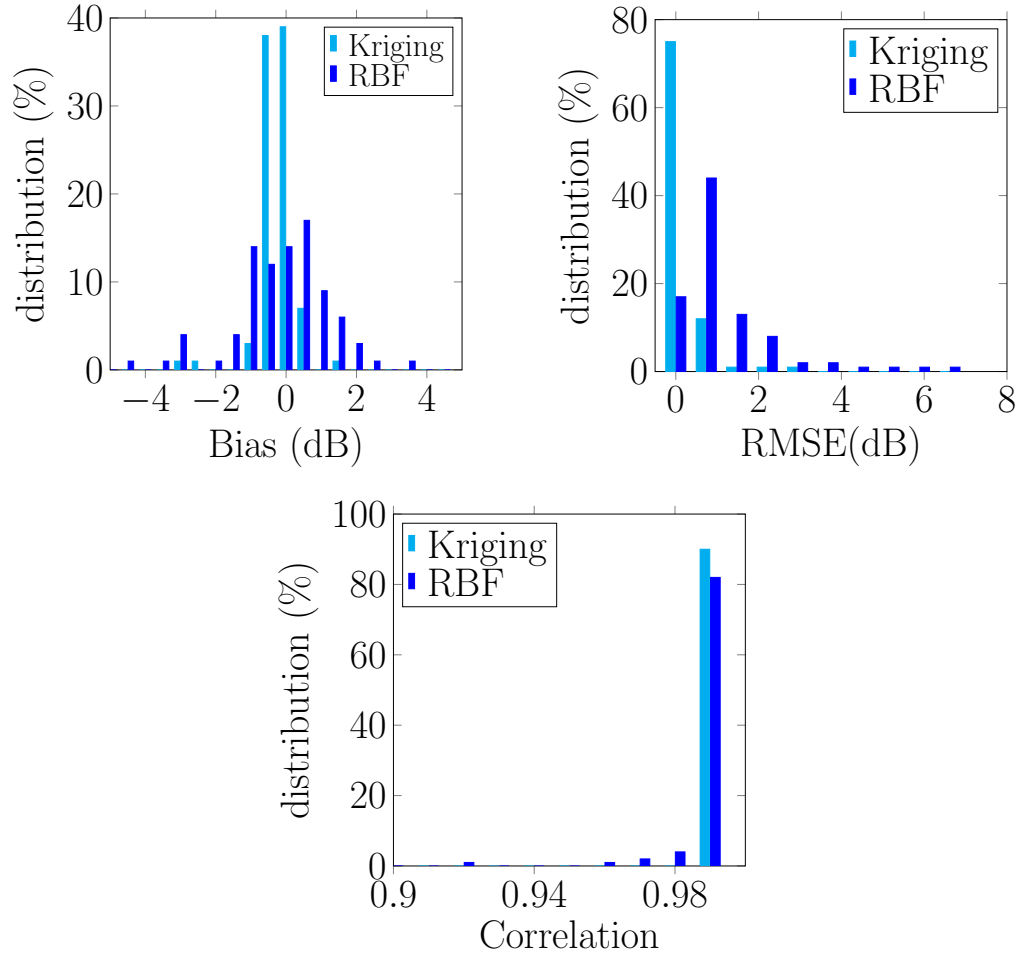 40
30
20
10
0
distribution (%)
Kriging
RBF
−4 −2 0 2 4
Bias (dB)
80
60
40
20
0
distribution (%)
Kriging
RBF
0 2 4 6 8
RMSE(dB)
100
80
60
40
20
0
distribution (%)
Kriging
RBF
0.9 0.94 0.98
Correlation